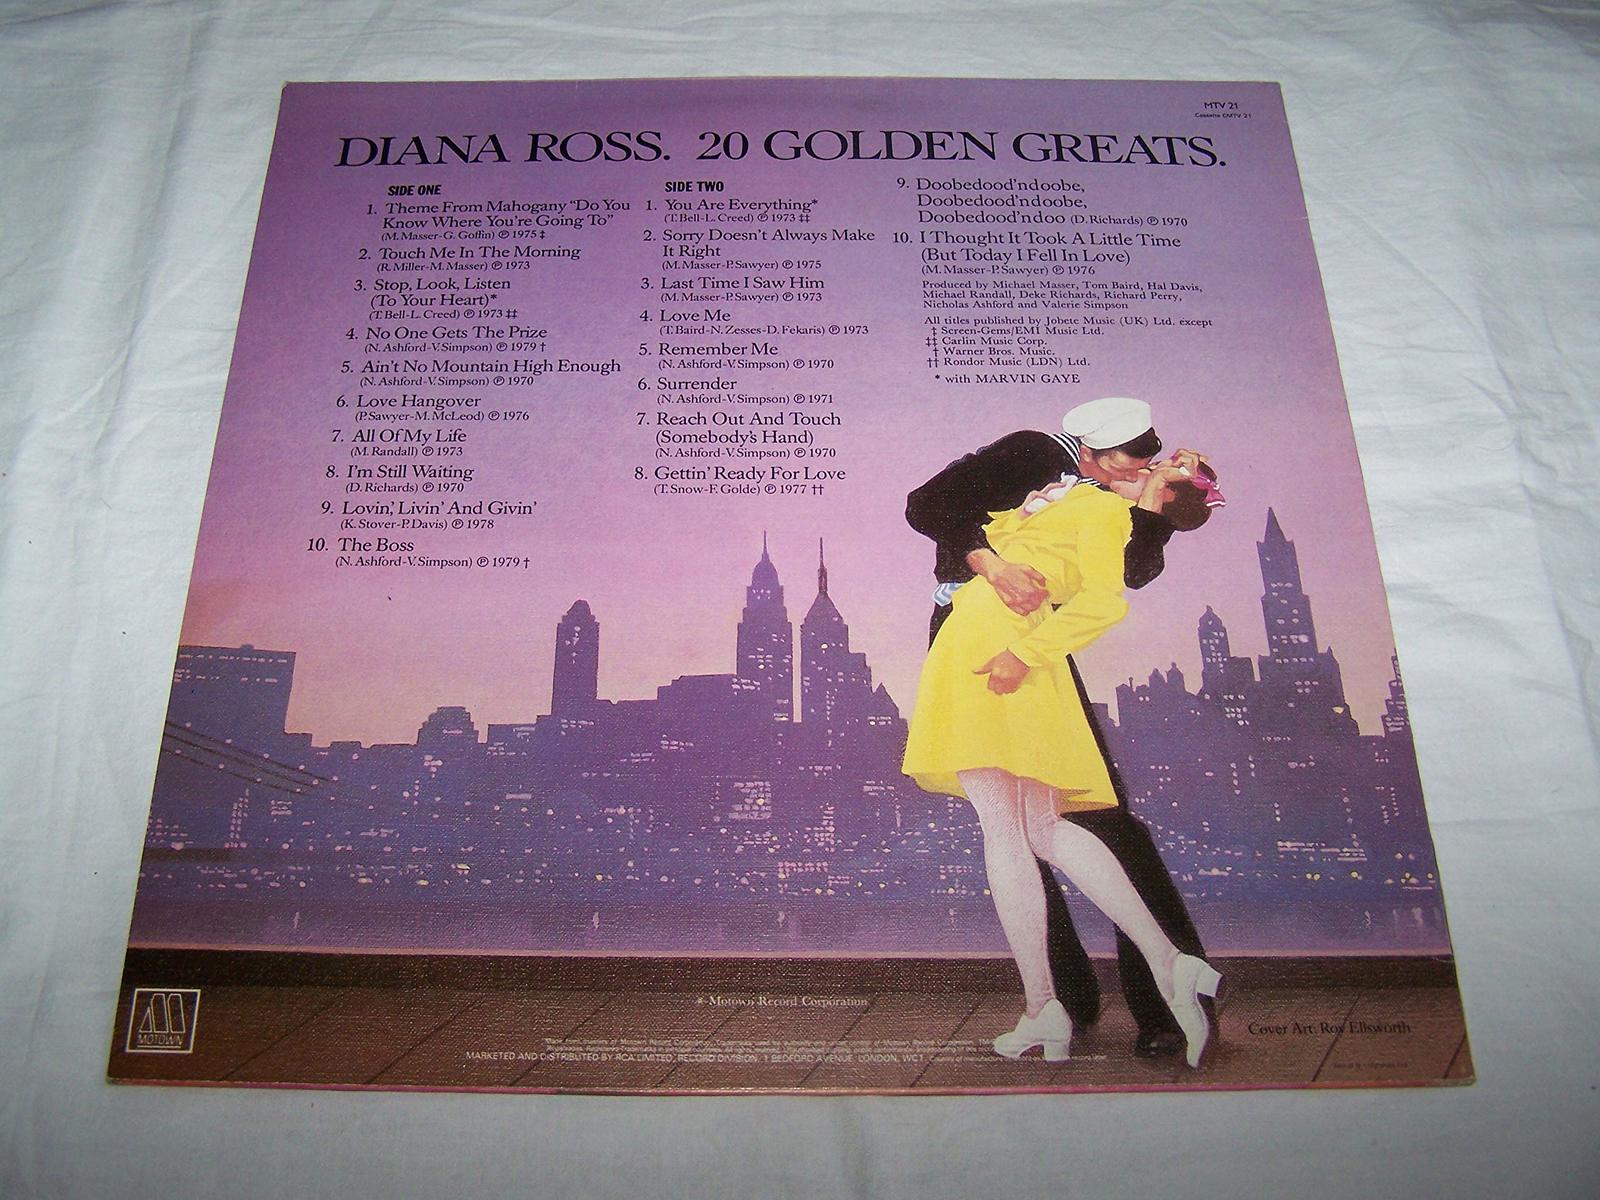 MTV 21
Cassette CMTV 21
DIANA ROSS. 20 GOLDEN GREATS.
SIDE ONE
1. Theme From Mahogany "Do You
Know Where You're Going To"
(M. Masser-G. Goffin) ℗ 1975 ‡
2. Touch Me In The Morning
(R. Miller-M. Masser) ℗ 1973
3. Stop, Look, Listen
(To Your Heart)*
(T. Bell-L. Creed) ℗ 1973 ‡‡
4. No One Gets The Prize
(N. Ashford-V. Simpson) ℗ 1979 †
5. Ain't No Mountain High Enough
(N. Ashford-V. Simpson) ℗ 1970
6. Love Hangover
(P. Sawyer-M. McLeod) ℗ 1976
7. All Of My Life
(M. Randall) ℗ 1973
8. I'm Still Waiting
(D. Richards) ℗ 1970
9. Lovin', Livin' And Givin'
(K. Stover-P. Davis) ℗ 1978
10. The Boss
(N. Ashford-V. Simpson) ℗ 1979 †
SIDE TWO
1. You Are Everything*
(T. Bell-L. Creed) ℗ 1973 ‡‡
2. Sorry Doesn't Always Make
It Right
(M. Masser-P. Sawyer) ℗ 1975
3. Last Time I Saw Him
(M. Masser-P. Sawyer) ℗ 1973
4. Love Me
(T. Baird-N. Zesses-D. Fekaris) ℗ 1973
5. Remember Me
(N. Ashford-V. Simpson) ℗ 1970
6. Surrender
(N. Ashford-V. Simpson) ℗ 1971
7. Reach Out And Touch
(Somebody's Hand)
(N. Ashford-V. Simpson) ℗ 1970
8. Gettin' Ready For Love
(T. Snow-F. Golde) ℗ 1977 ††
9. Doobedood'ndoobe,
Doobedood'ndoobe,
Doobedood'ndoo (D. Richards) ℗ 1970
10. I Thought It Took A Little Time
(But Today I Fell In Love)
(M. Masser-P. Sawyer) ℗ 1976
Produced by Michael Masser, Tom Baird, Hal Davis,
Michael Randall, Deke Richards, Richard Perry,
Nicholas Ashford and Valerie Simpson
All titles published by Jobete Music (UK) Ltd. except
‡ Screen-Gems/EMI Music Ltd.
‡‡ Carlin Music Corp.
† Warner Bros. Music.
†† Rondor Music (LDN) Ltd.
* with MARVIN GAYE
* Motown Record Corporation
MOTOWN
Cover Art: Roy Ellsworth
MARKETED AND DISTRIBUTED BY RCA LIMITED, RECORD DIVISION, 1 BEDFORD AVENUE, LONDON, WC1.